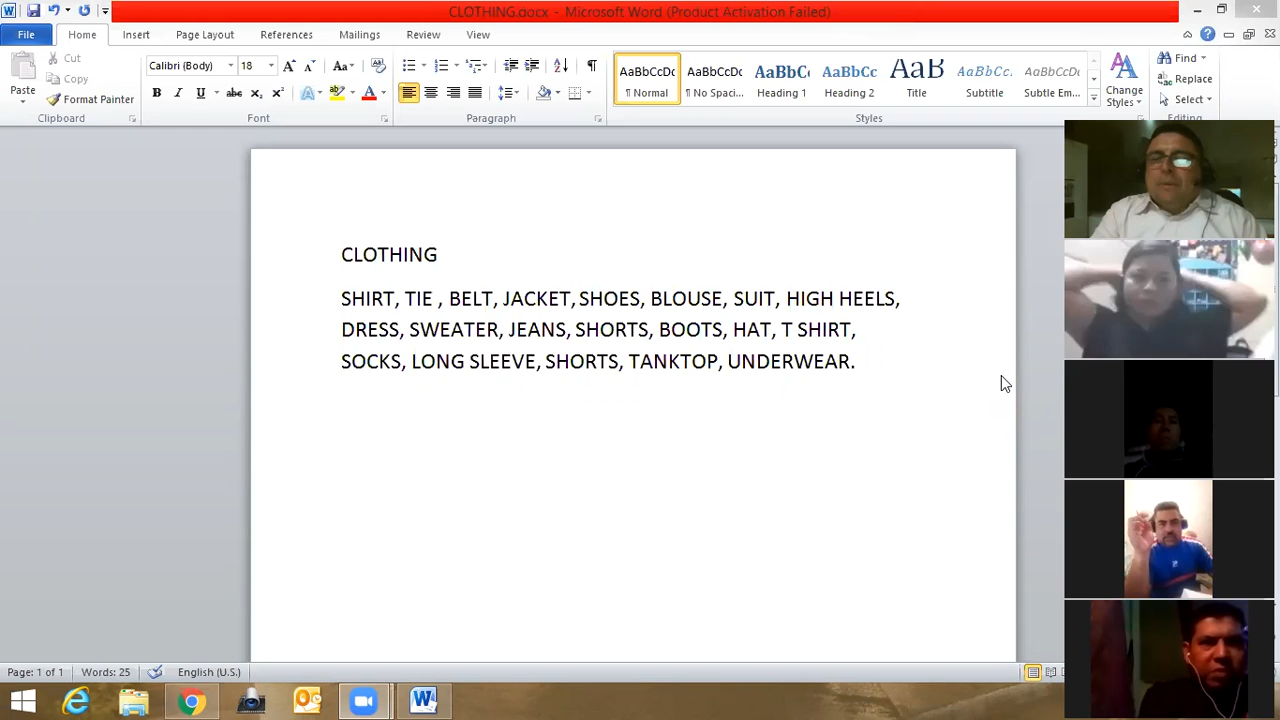 CLOTHING.docx - Microsoft Word (Product Activation Failed)
File Home Insert Page Layout References Mailings Review View
Cut
Copy
Paste
Format Painter
Calibri (Body) 18
AaBbCcDc AaBbCcDc AaBbC AaBbCc AaB AaBbCc. AaBbCcDc
¶ Normal ¶ No Spaci... Heading 1 Heading 2 Title Subtitle Subtle Em...
Change
Styles
Find
Replace
Select
Clipboard Font Paragraph Styles Editing
CLOTHING
SHIRT, TIE , BELT, JACKET, SHOES, BLOUSE, SUIT, HIGH HEELS,
DRESS, SWEATER, JEANS, SHORTS, BOOTS, HAT, T SHIRT,
SOCKS, LONG SLEEVE, SHORTS, TANKTOP, UNDERWEAR.
Page: 1 of 1 Words: 25 English (U.S.)